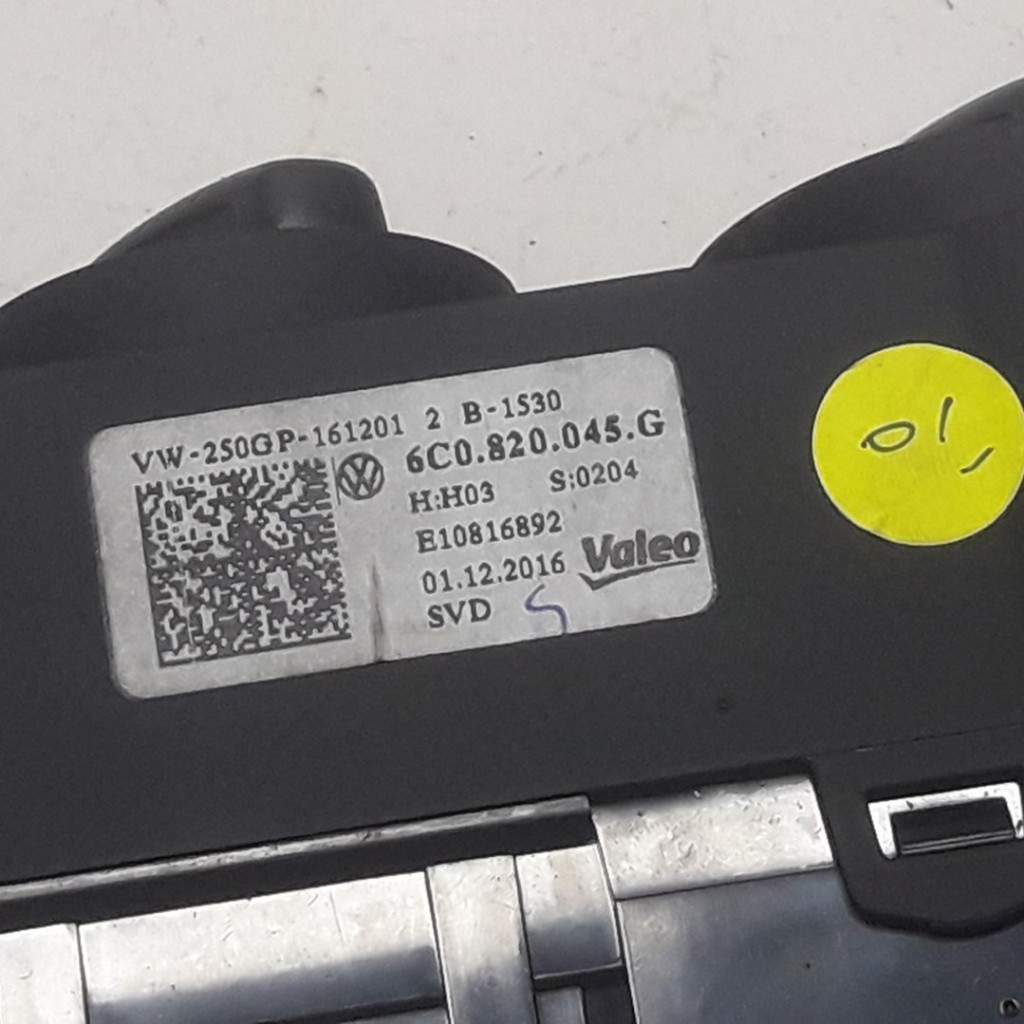 VW-250GP-161201 2 B-1530
6C0.820.045.G
H:H03 S:0204
E10816892
01.12.2016 Valeo
SVD
01